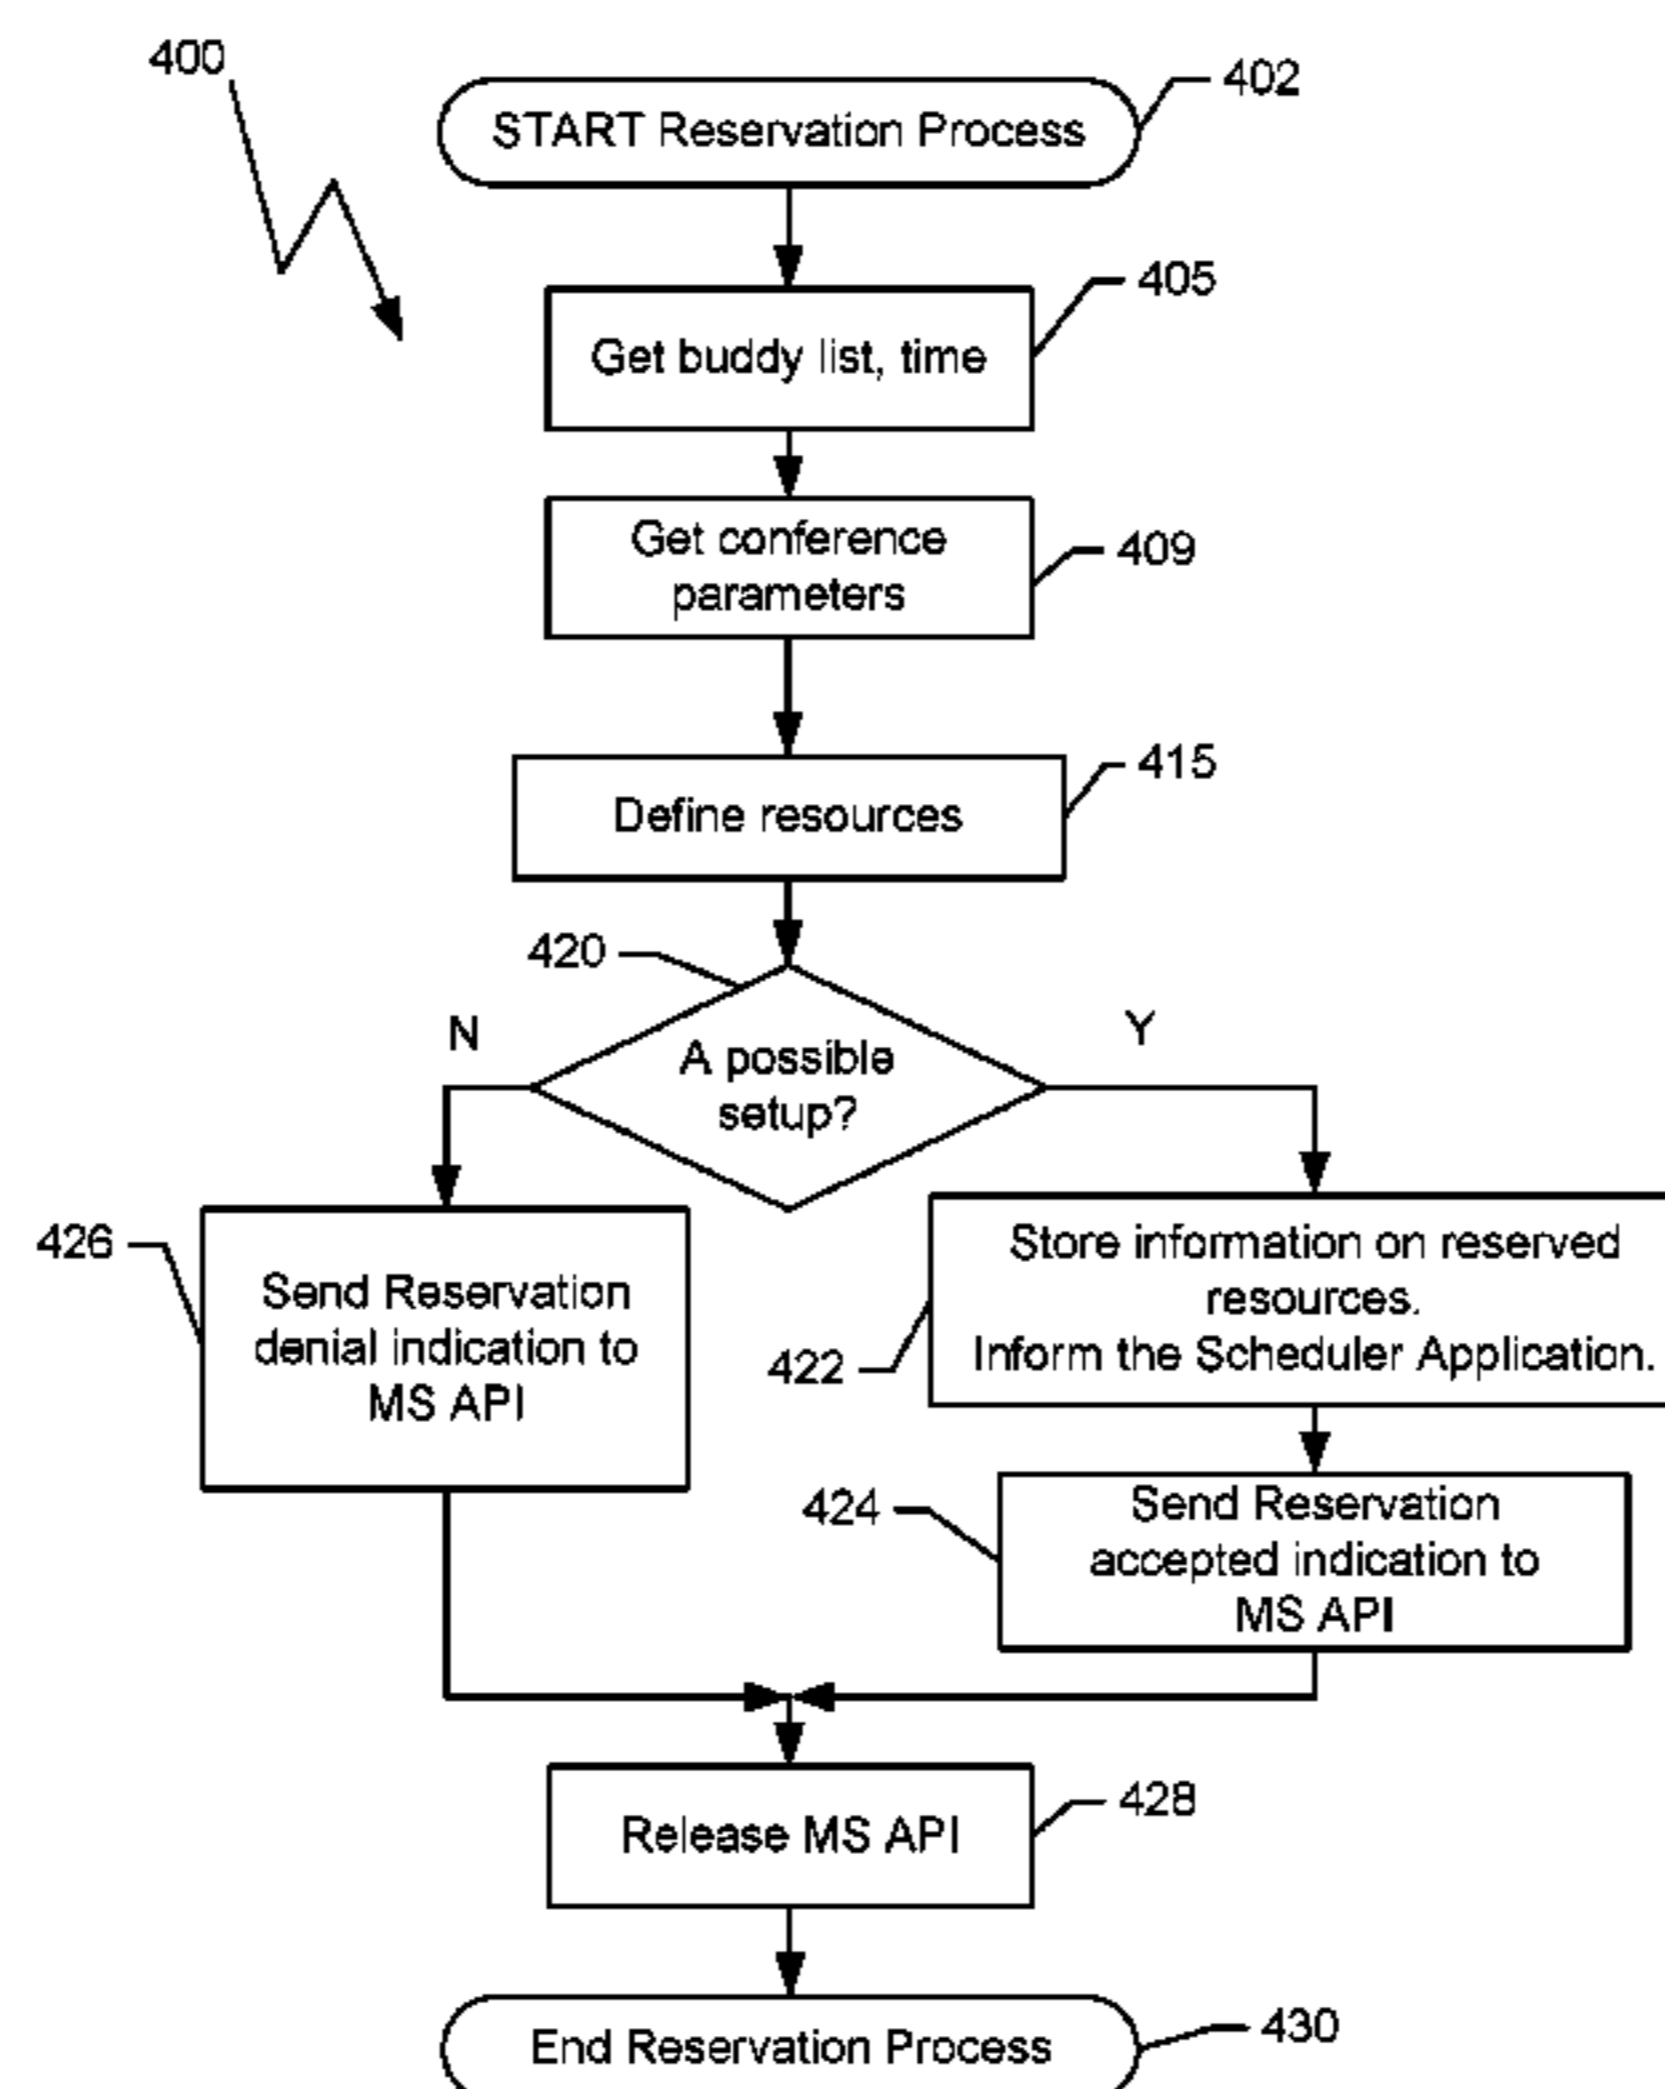 400
402
START Reservation Process
405
Get buddy list, time
Get conference
parameters
409
415
Define resources
420
N
Y
A possible
setup?
426
Send Reservation
denial indication to
MS API
Store information on reserved
resources.
Inform the Scheduler Application.
422
424
Send Reservation
accepted indication to
MS API
428
Release MS API
End Reservation Process
430